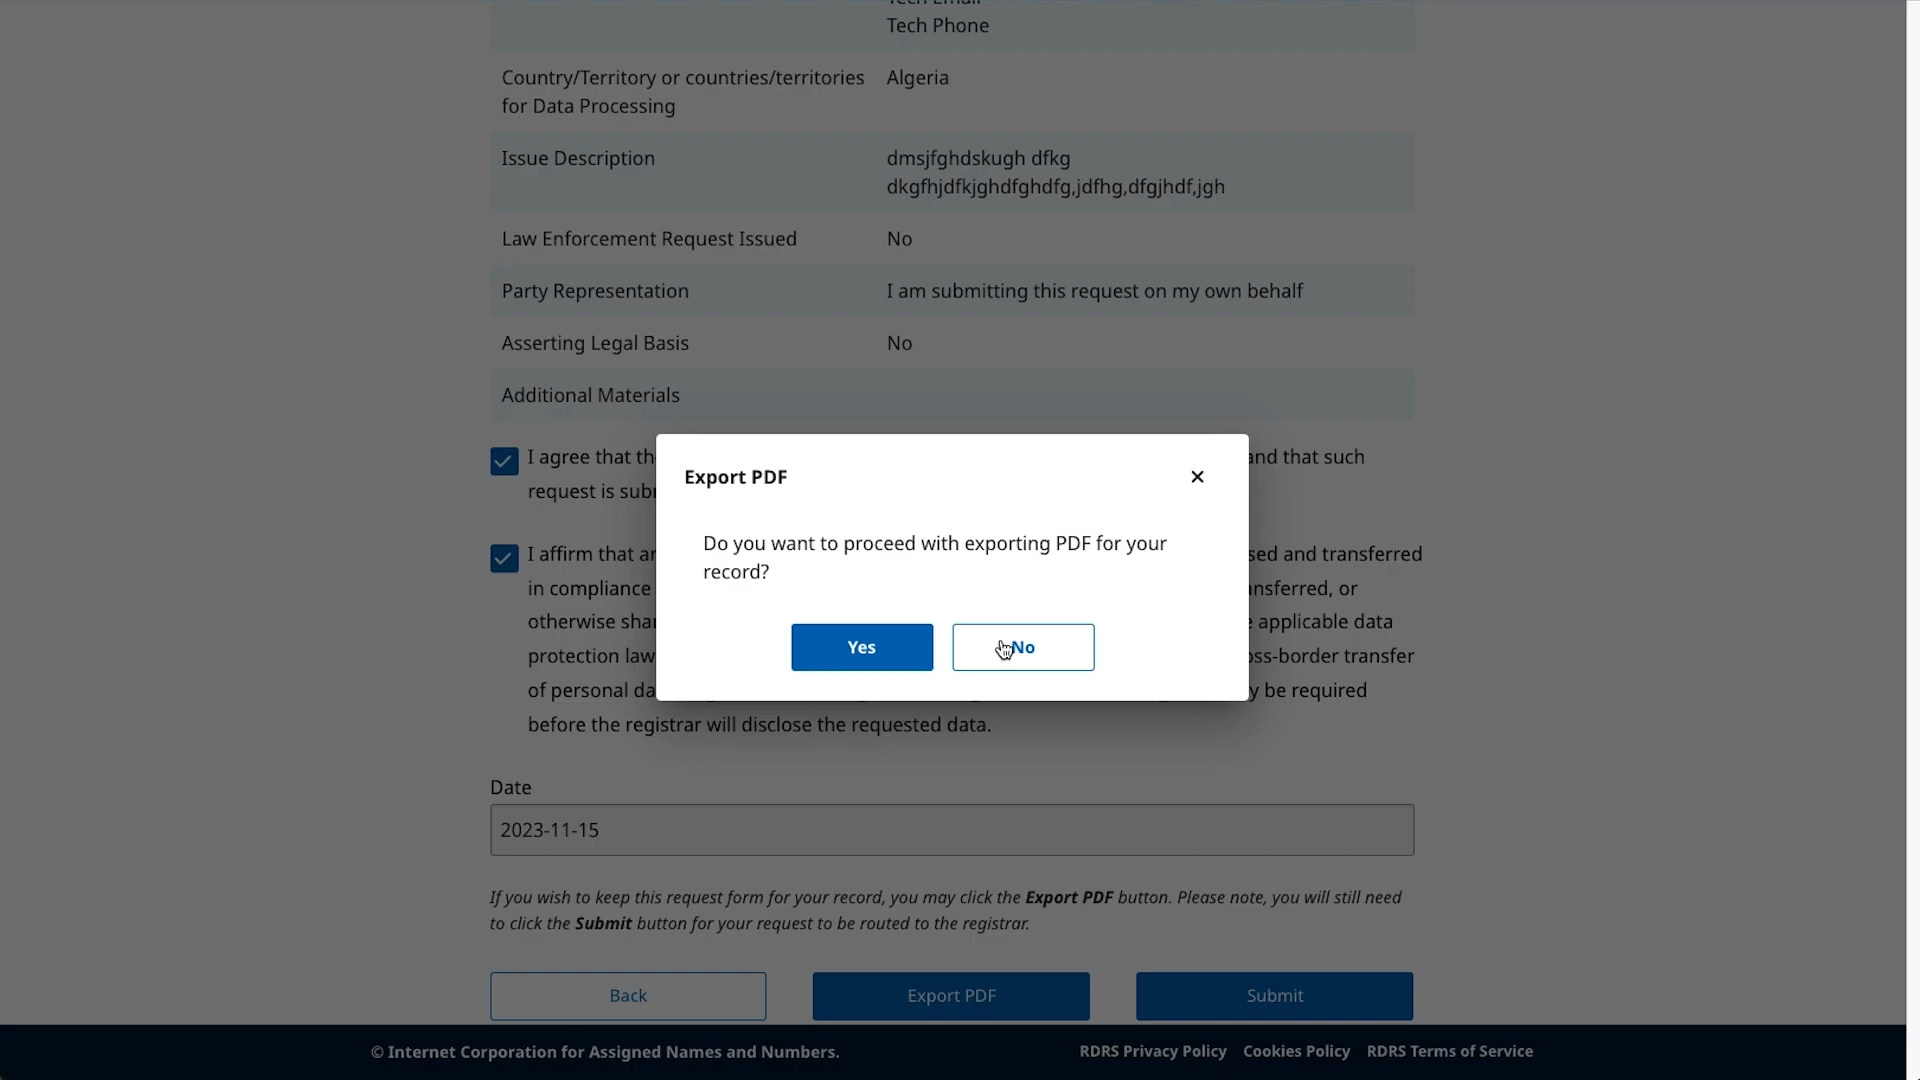 Tech Email
Tech Phone
Country/Territory or countries/territories Algeria
for Data Processing
Issue Description dmsjfghdskugh dfkg
dkgfhjdfkjghdfghdfg,jdfhg,dfgjhdf,jgh
Law Enforcement Request Issued No
Party Representation I am submitting this request on my own behalf
Asserting Legal Basis No
Additional Materials
I agree that th and that such
request is sub
Export PDF
Do you want to proceed with exporting PDF for your
record?
Yes No
I affirm that sed and transferred
in compliance nsferred, or
otherwise sha applicable data
protection law oss-border transfer
of personal da y be required
before the registrar will disclose the requested data.
Date
2023-11-15
If you wish to keep this request form for your record, you may click the Export PDF button. Please note, you will still need
to click the Submit button for your request to be routed to the registrar.
Back Export PDF Submit
© Internet Corporation for Assigned Names and Numbers. RDRS Privacy Policy Cookies Policy RDRS Terms of Service